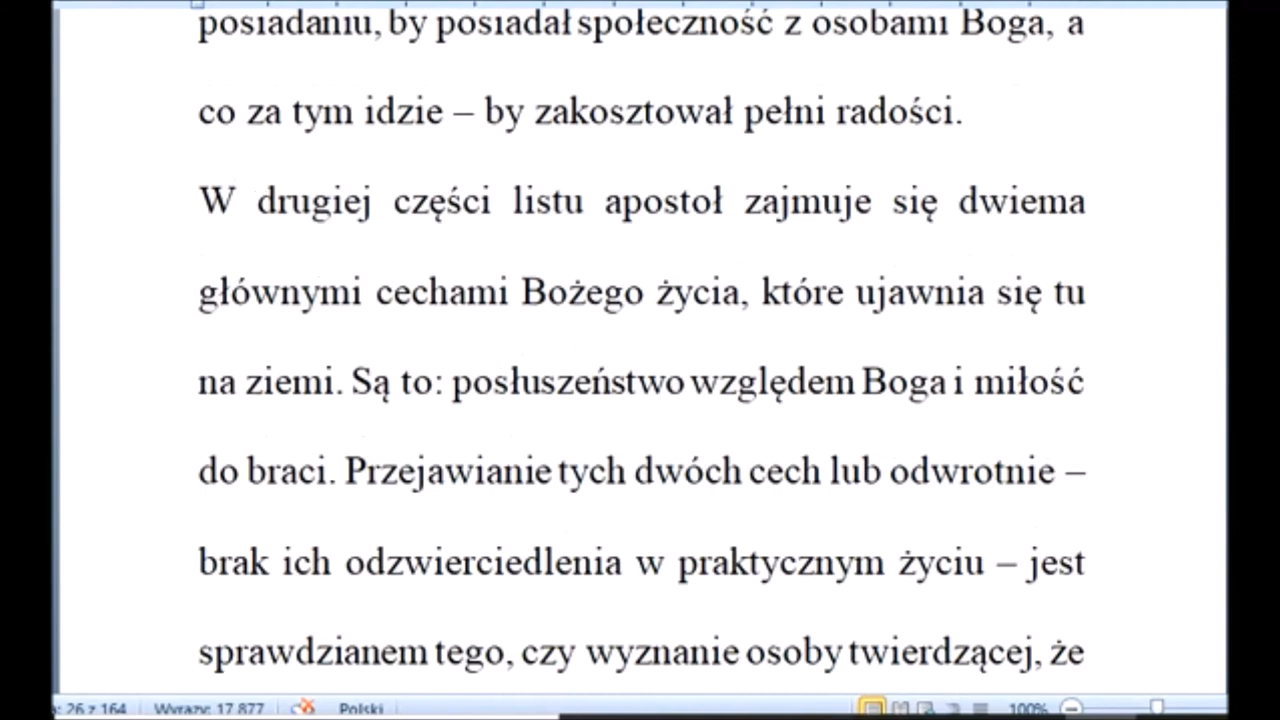 posiadaniu, by posiadał społeczność z osobami Boga, a
co za tym idzie – by zakosztował pełni radości.
W drugiej części listu apostoł zajmuje się dwiema
głównymi cechami Bożego życia, które ujawnia się tu
na ziemi. Są to: posłuszeństwo względem Boga i miłość
do braci. Przejawianie tych dwóch cech lub odwrotnie –
brak ich odzwierciedlenia w praktycznym życiu – jest
sprawdzianem tego, czy wyznanie osoby twierdzącej, że
: 26 z 164 Wyrazy: 17 877 Polski 100%